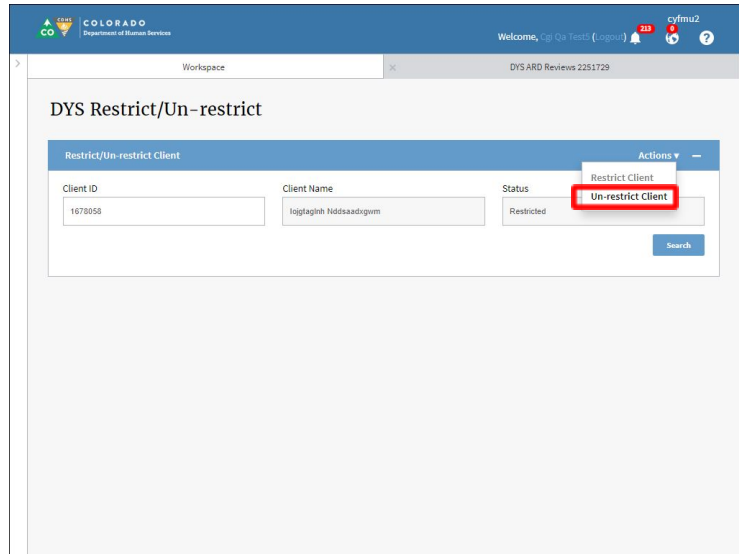 COLORADO
CO CDHS Department of Human Services
cyfmu2
Welcome, Cgi Qa Test5 (Logout) 213 0 ?
> Workspace × DYS ARD Reviews 2251729
DYS Restrict/Un-restrict
Restrict/Un-restrict Client Actions ▾ –
Restrict Client
Un-restrict Client
Client ID Client Name Status
1678058 Restricted
Search